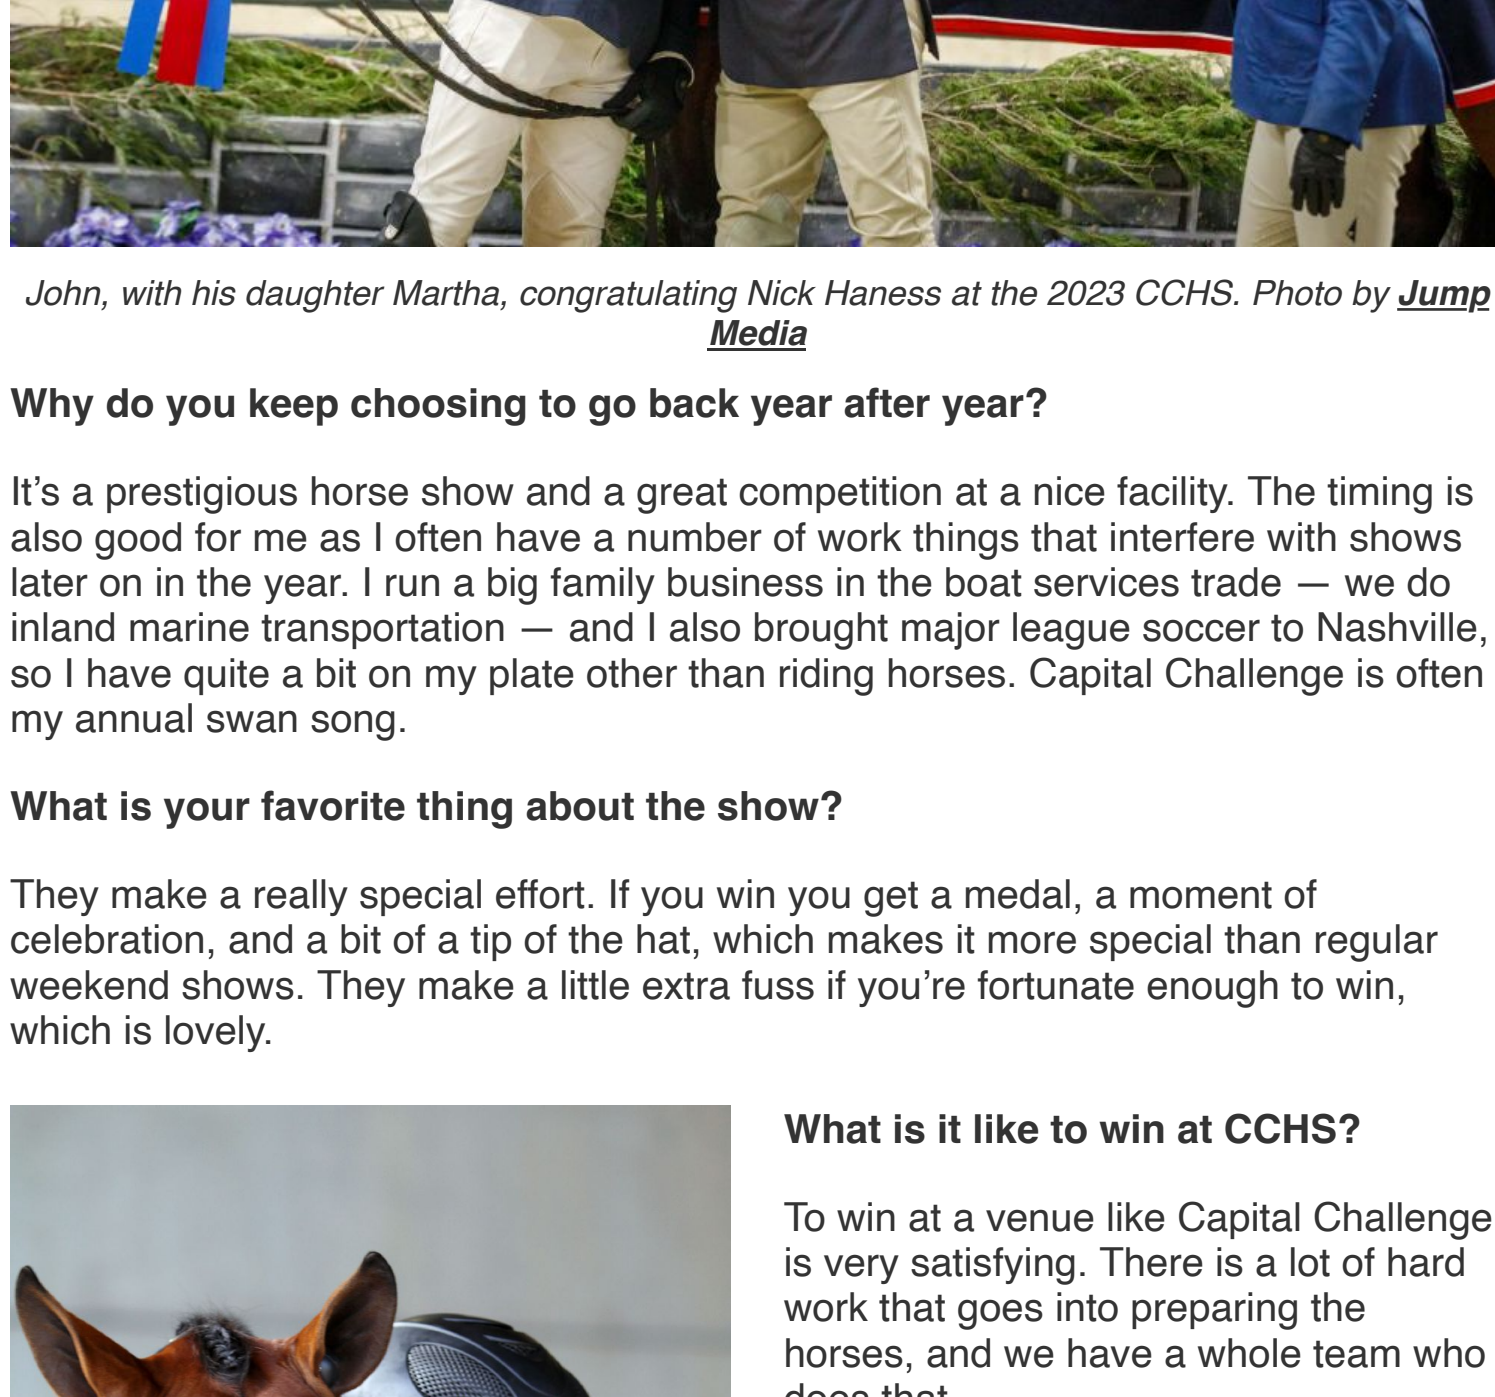 John, with his daughter Martha, congratulating Nick Haness at the 2023 CCHS. Photo by Jump
Media
Why do you keep choosing to go back year after year?
It’s a prestigious horse show and a great competition at a nice facility. The timing is
also good for me as I often have a number of work things that interfere with shows
later on in the year. I run a big family business in the boat services trade — we do
inland marine transportation — and I also brought major league soccer to Nashville,
so I have quite a bit on my plate other than riding horses. Capital Challenge is often
my annual swan song.
What is your favorite thing about the show?
They make a really special effort. If you win you get a medal, a moment of
celebration, and a bit of a tip of the hat, which makes it more special than regular
weekend shows. They make a little extra fuss if you’re fortunate enough to win,
which is lovely.
What is it like to win at CCHS?
To win at a venue like Capital Challenge
is very satisfying. There is a lot of hard
work that goes into preparing the
horses, and we have a whole team who
does that